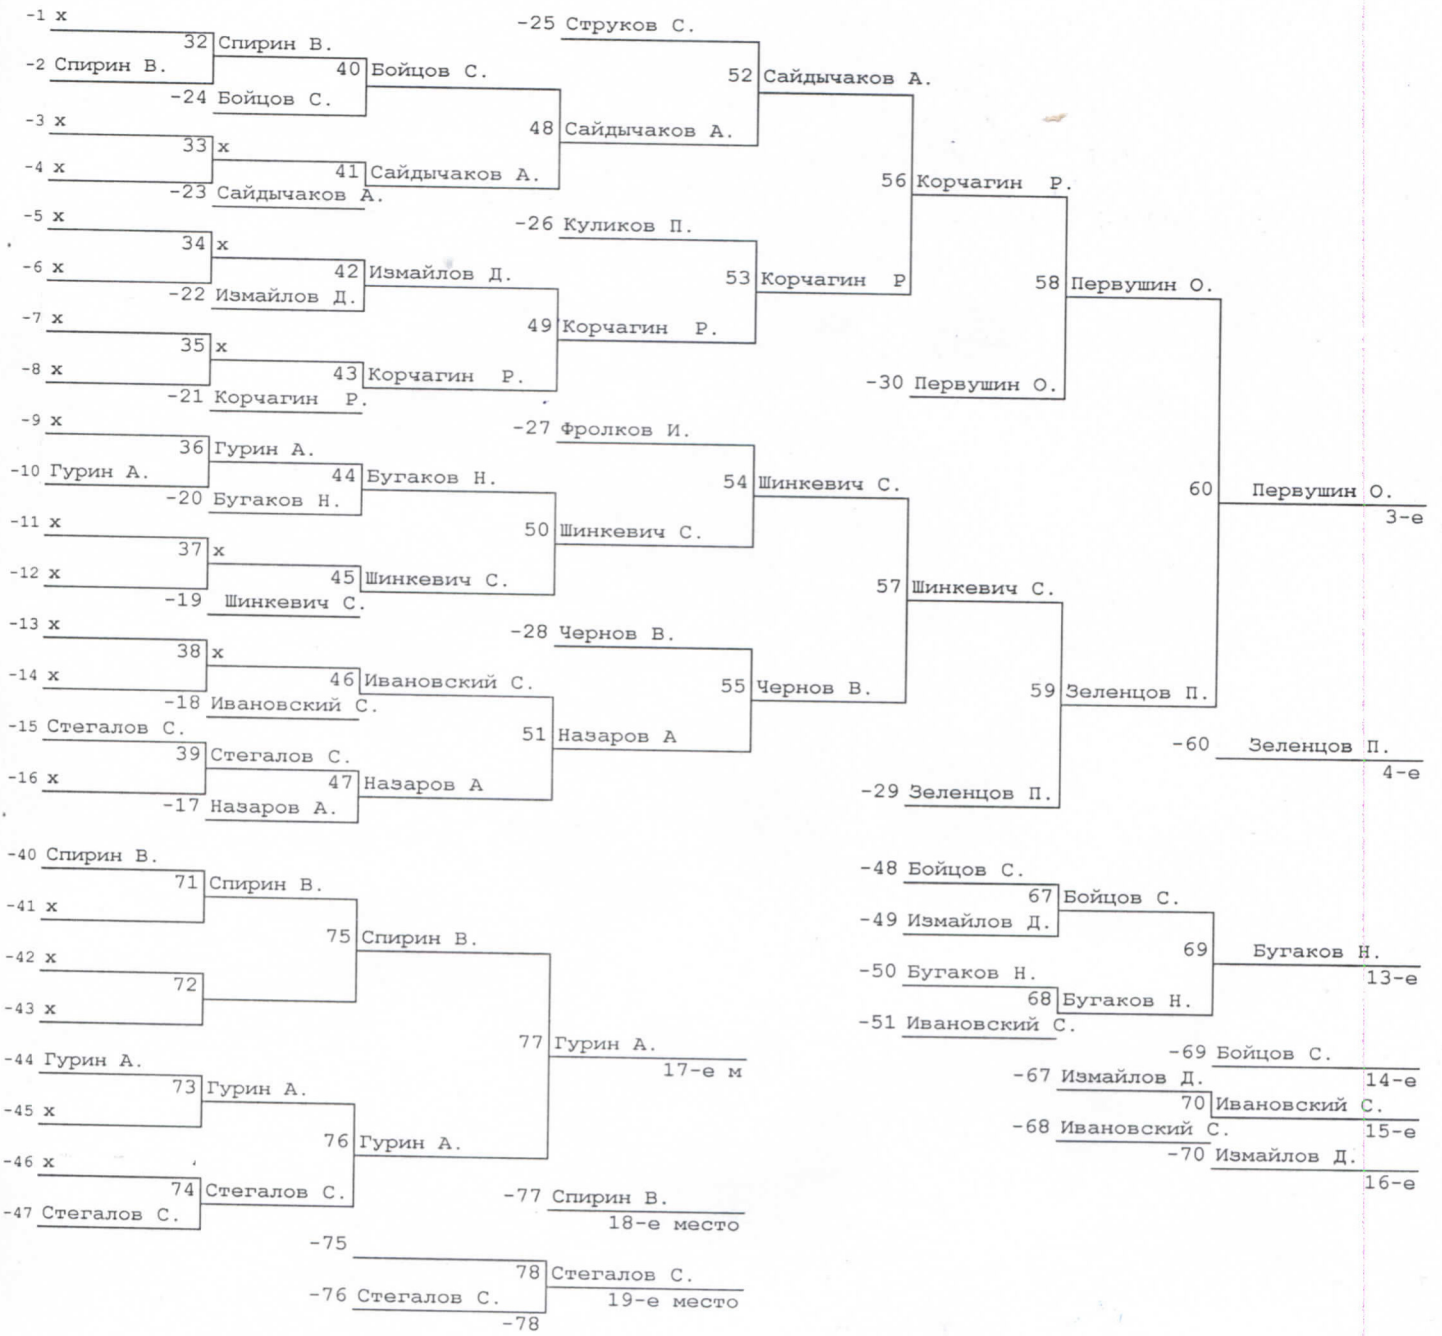 -1 x
32 Спирин В.
-2 Спирин В.
40 Бойцов С.
-24 Бойцов С.
-3 x
33 x
-4 x
41 Сайдычаков А.
-23 Сайдычаков А.
48 Сайдычаков А.
-25 Струков С.
52 Сайдычаков А.
-5 x
34 x
-6 x
42 Измайлов Д.
-22 Измайлов Д.
-7 x
35 x
-8 x
43 Корчагин Р.
-21 Корчагин Р.
49 Корчагин Р.
-26 Куликов П.
53 Корчагин Р
56 Корчагин Р.
58 Первушин О.
-30 Первушин О.
-9 x
36 Гурин А.
-10 Гурин А.
44 Бугаков Н.
-20 Бугаков Н.
-11 x
37 x
-12 x
45 Шинкевич С.
-19 Шинкевич С.
50 Шинкевич С.
-27 Фролков И.
54 Шинкевич С.
-13 x
38 x
-14 x
46 Ивановский С.
-18 Ивановский С.
-15 Стегалов С.
39 Стегалов С.
-16 x
47 Назаров А
-17 Назаров А.
51 Назаров А
-28 Чернов В.
55 Чернов В.
57 Шинкевич С.
59 Зеленцов П.
-29 Зеленцов П.
60 Первушин О.
3-е
-60 Зеленцов П.
4-е
-40 Спирин В.
71 Спирин В.
-41 x
75 Спирин В.
-42 x
72
-43 x
77 Гурин А.
17-е м
-44 Гурин А.
73 Гурин А.
-45 x
76 Гурин А.
-46 x
74 Стегалов С.
-47 Стегалов С.
-77 Спирин В.
18-е место
-75
78 Стегалов С.
19-е место
-76 Стегалов С.
-78
-48 Бойцов С.
67 Бойцов С.
-49 Измайлов Д.
69 Бугаков Н.
13-е
-50 Бугаков Н.
68 Бугаков Н.
-51 Ивановский С.
-69 Бойцов С.
14-е
-67 Измайлов Д.
70 Ивановский С.
15-е
-68 Ивановский С.
-70 Измайлов Д.
16-е